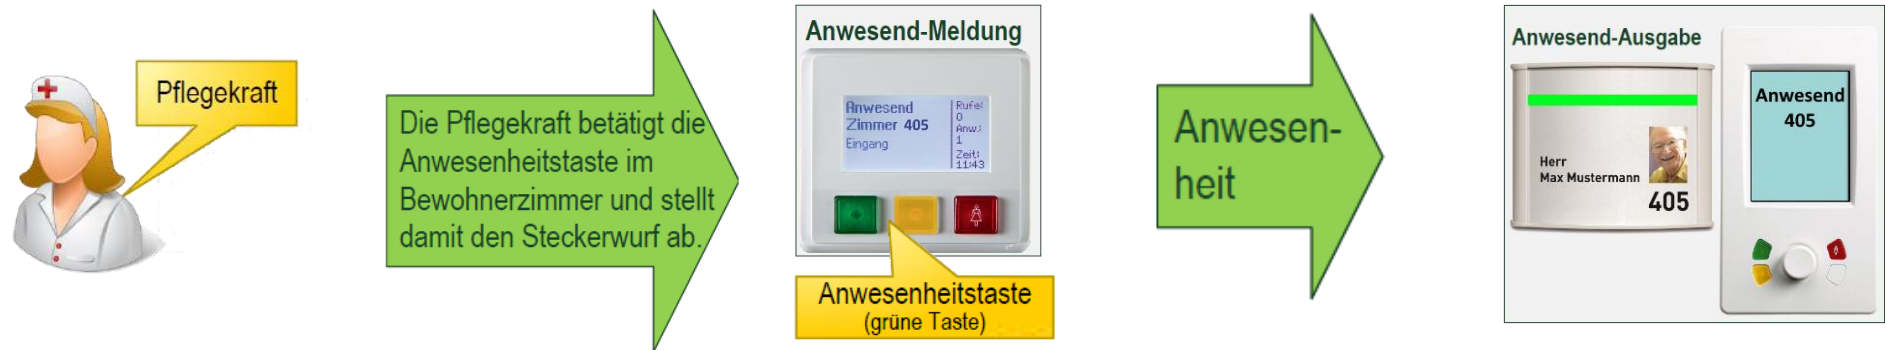 Pflegekraft
Die Pflegekraft betätigt die
Anwesenheitstaste im
Bewohnerzimmer und stellt
damit den Steckerwurf ab.
Anwesend-Meldung
Anwesend
Zimmer 405
Eingang
Rufe:
0
Anw.:
1
Zeit:
11:43
Anwesenheitstaste
(grüne Taste)
Anwesen-
heit
Anwesend-Ausgabe
Herr
Max Mustermann
405
Anwesend
405